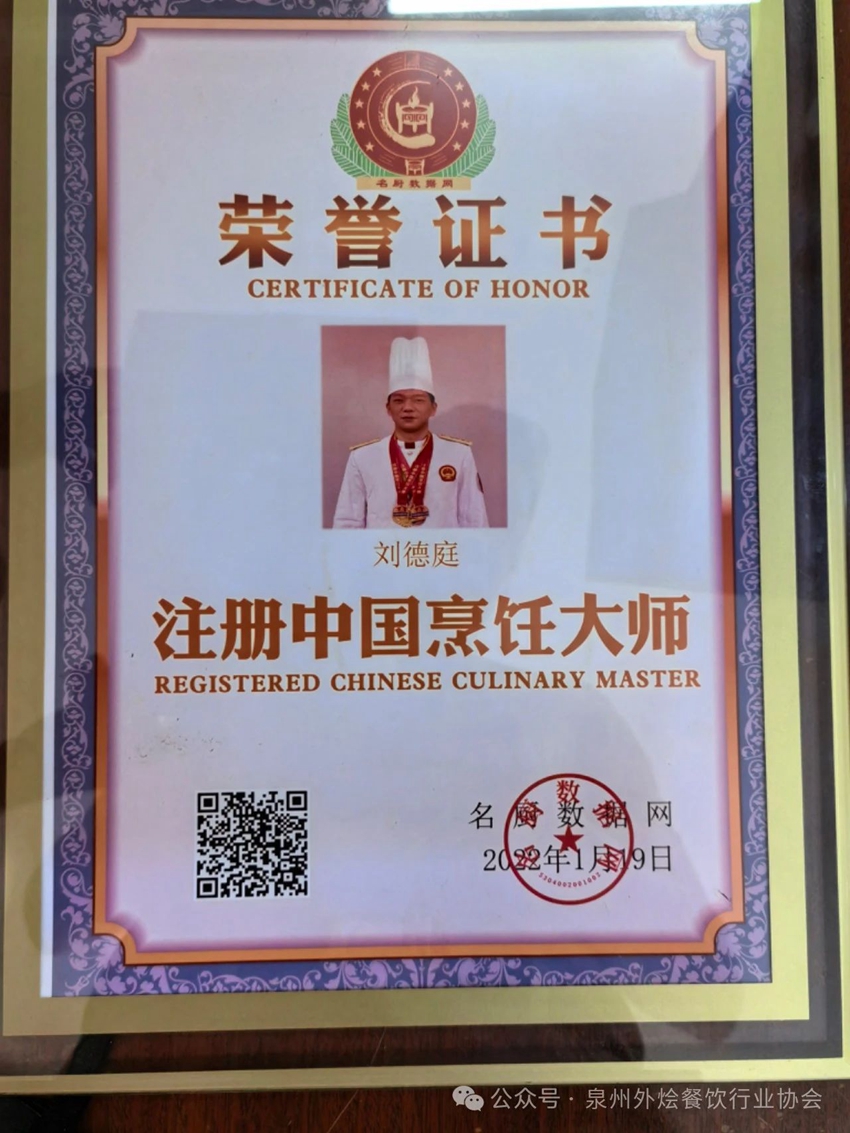 名厨数据网
荣誉证书
CERTIFICATE OF HONOR
刘德庭
注册中国烹饪大师
REGISTERED CHINESE CULINARY MASTER
名厨数据网
2022年1月19日
公众号 · 泉州外烩餐饮行业协会